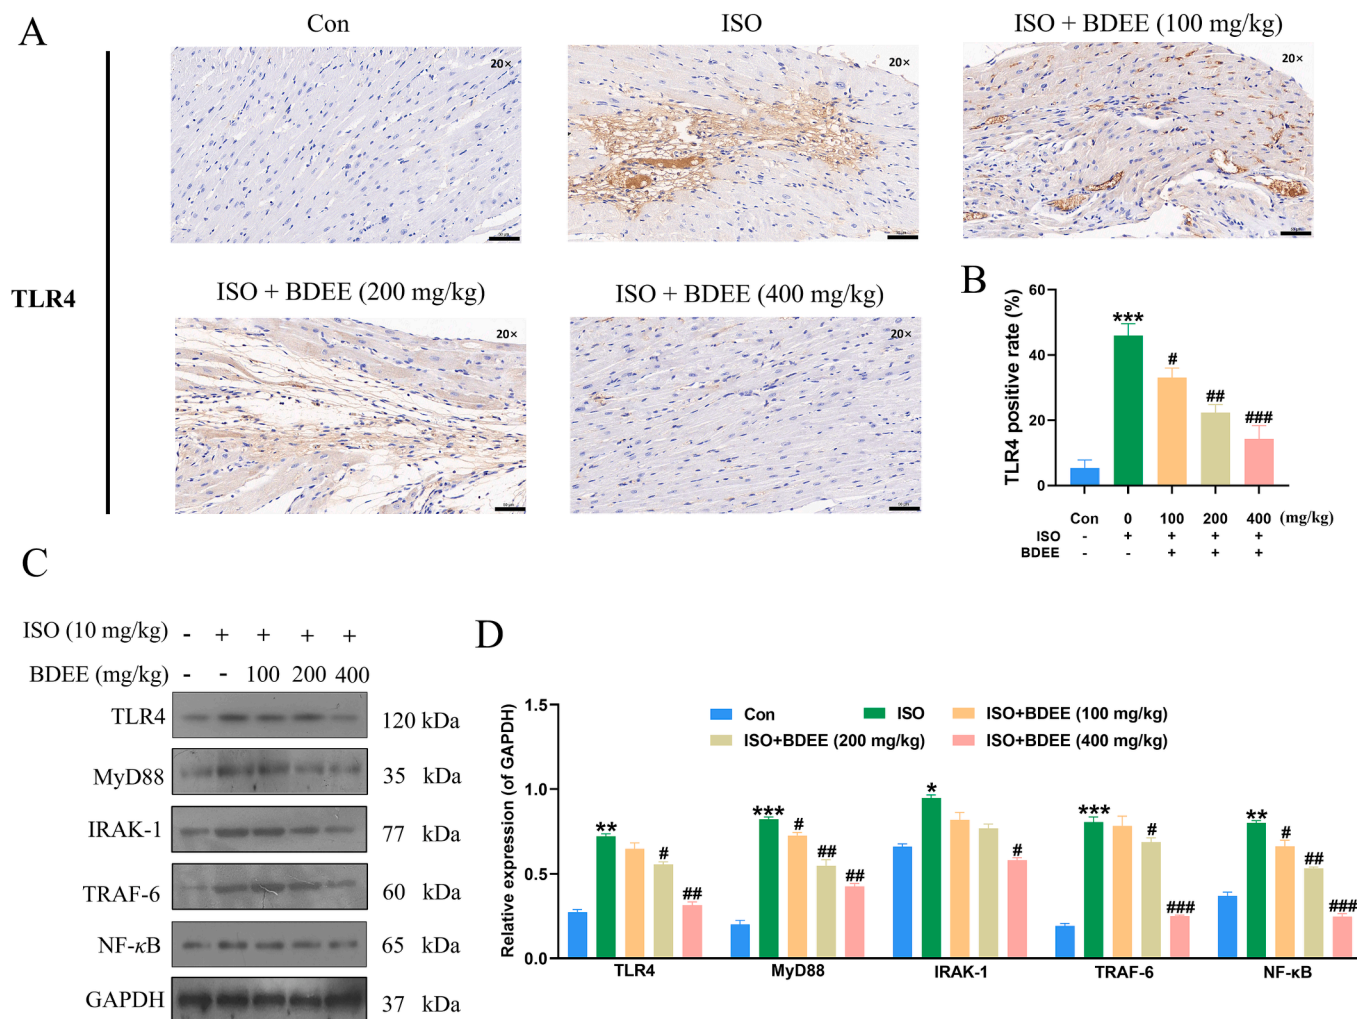 A
Con
ISO
ISO + BDEE (100 mg/kg)
20×
20×
20×
TLR4
ISO + BDEE (200 mg/kg)
ISO + BDEE (400 mg/kg)
20×
20×
B
TLR4 positive rate (%)
60
40
20
0
***
#
##
###
Con 0 100 200 400 (mg/kg)
ISO - + + + +
BDEE - - + + +
C
ISO (10 mg/kg) - + + + +
BDEE (mg/kg) - - 100 200 400
TLR4 120 kDa
MyD88 35 kDa
IRAK-1 77 kDa
TRAF-6 60 kDa
NF-κB 65 kDa
GAPDH 37 kDa
D
Relative expression (of GAPDH)
1.5
1.0
0.5
0.0
Con
ISO
ISO+BDEE (100 mg/kg)
ISO+BDEE (200 mg/kg)
ISO+BDEE (400 mg/kg)
** # ##
*** # ## ##
* #
*** # ###
** # ## ###
TLR4 MyD88 IRAK-1 TRAF-6 NF-κB